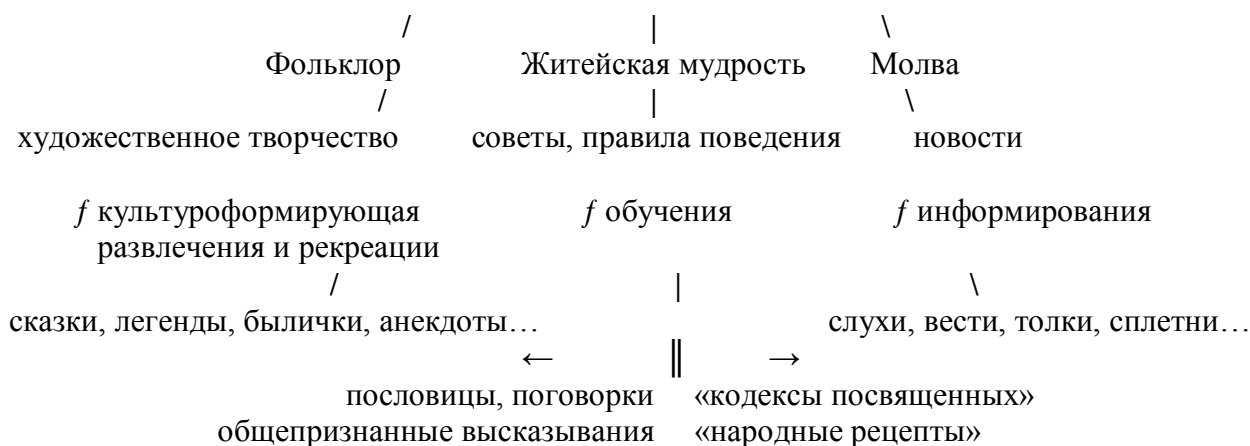 / | \
Фольклор Житейская мудрость Молва
/ | \
художественное творчество советы, правила поведения новости
ƒ культуроформирующая ƒ обучения ƒ информирования
развлечения и рекреации
/ | \
сказки, легенды, былички, анекдоты… слухи, вести, толки, сплетни…
← ‖ →
пословицы, поговорки «кодексы посвященных»
общепризнанные высказывания «народные рецепты»